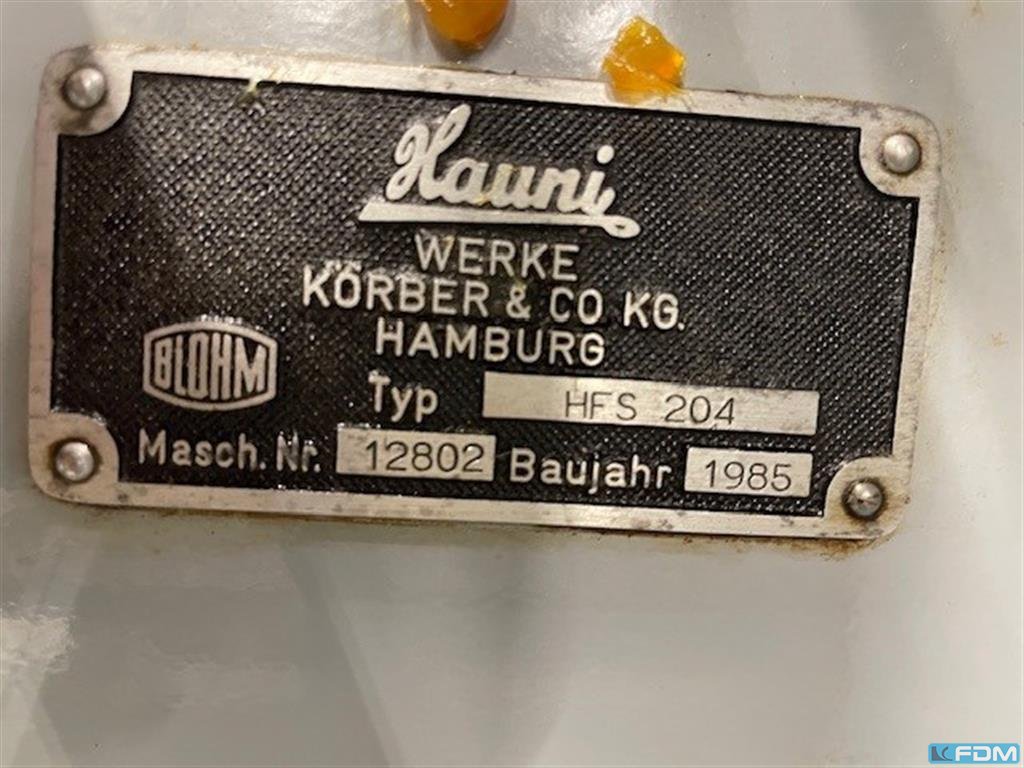 Hauni
WERKE
KÖRBER & CO KG.
HAMBURG
BLOHM
Typ HFS 204
Masch. Nr. 12802 Baujahr 1985
FDM